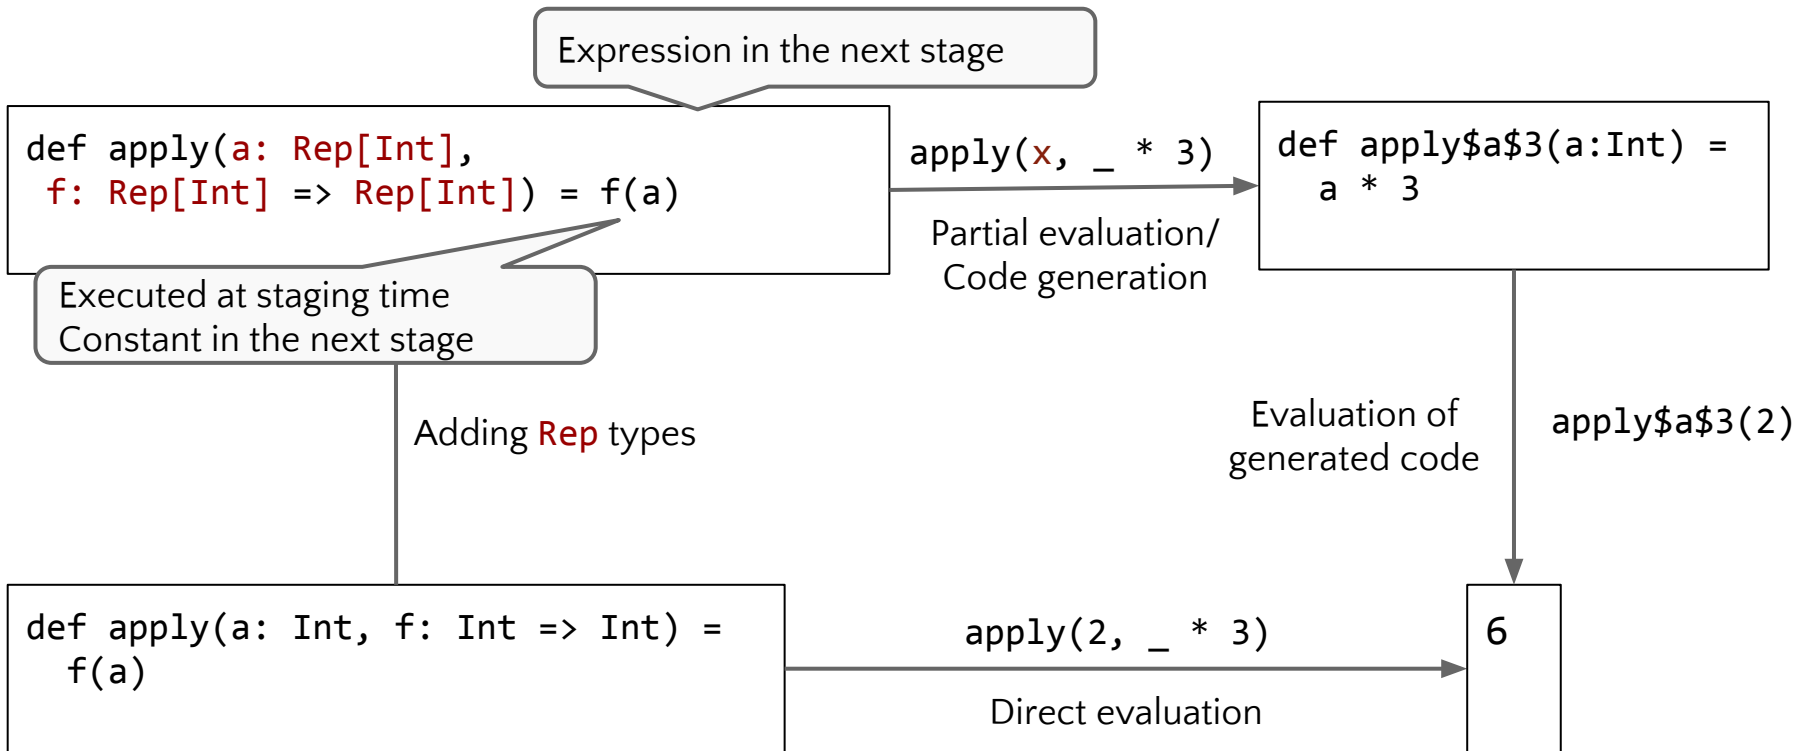 Expression in the next stage
def apply(a: Rep[Int],
f: Rep[Int] => Rep[Int]) = f(a)
apply(x, _ * 3)
Partial evaluation/
Code generation
def apply$a$3(a:Int) =
a * 3
Executed at staging time
Constant in the next stage
Adding Rep types
Evaluation of
generated code
apply$a$3(2)
def apply(a: Int, f: Int => Int) =
f(a)
apply(2, _ * 3)
Direct evaluation
6